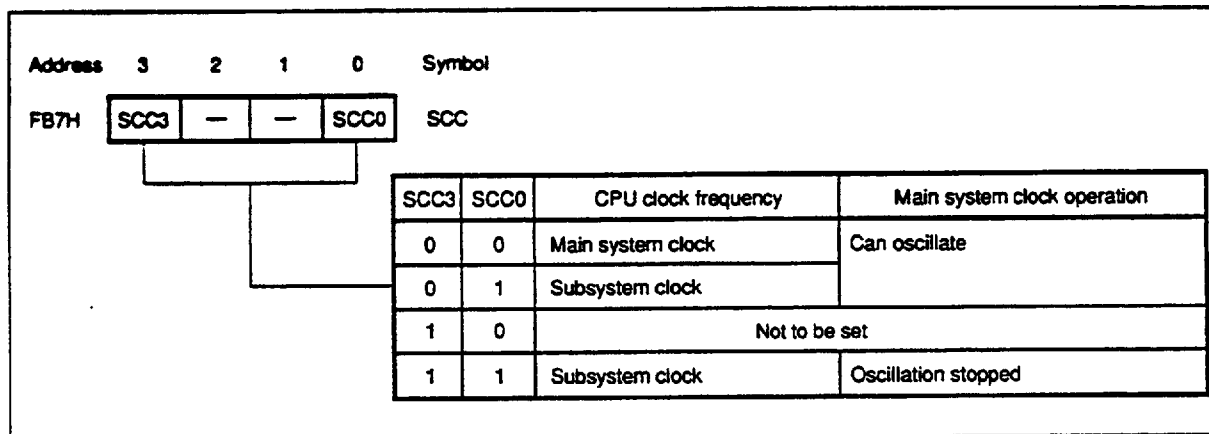 Address 3 2 1 0 Symbol
FB7H SCC3 — — SCC0 SCC
SCC3 SCC0 CPU clock frequency Main system clock operation
0 0 Main system clock Can oscillate
0 1 Subsystem clock
1 0 Not to be set
1 1 Subsystem clock Oscillation stopped